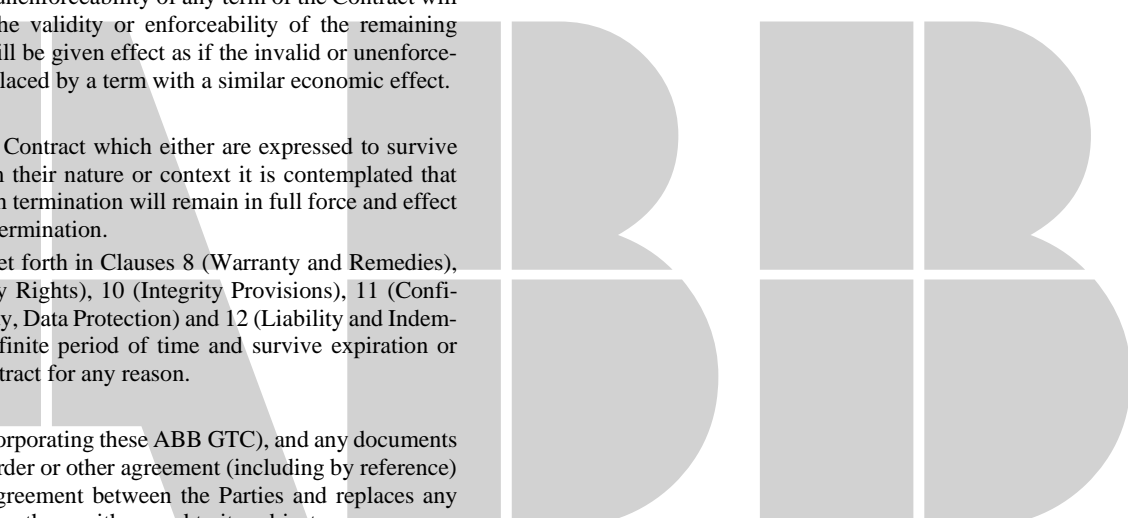 unenforceability of any term of the Contract will
he validity or enforceability of the remaining
ill be given effect as if the invalid or unenforce-
laced by a term with a similar economic effect.
Contract which either are expressed to survive
their nature or context it is contemplated that
termination will remain in full force and effect
ermination.
et forth in Clauses 8 (Warranty and Remedies),
y Rights), 10 (Integrity Provisions), 11 (Confi-
y, Data Protection) and 12 (Liability and Indem-
finite period of time and survive expiration or
tract for any reason.
orporating these ABB GTC), and any documents
rder or other agreement (including by reference)
greement between the Parties and replaces any
ABB